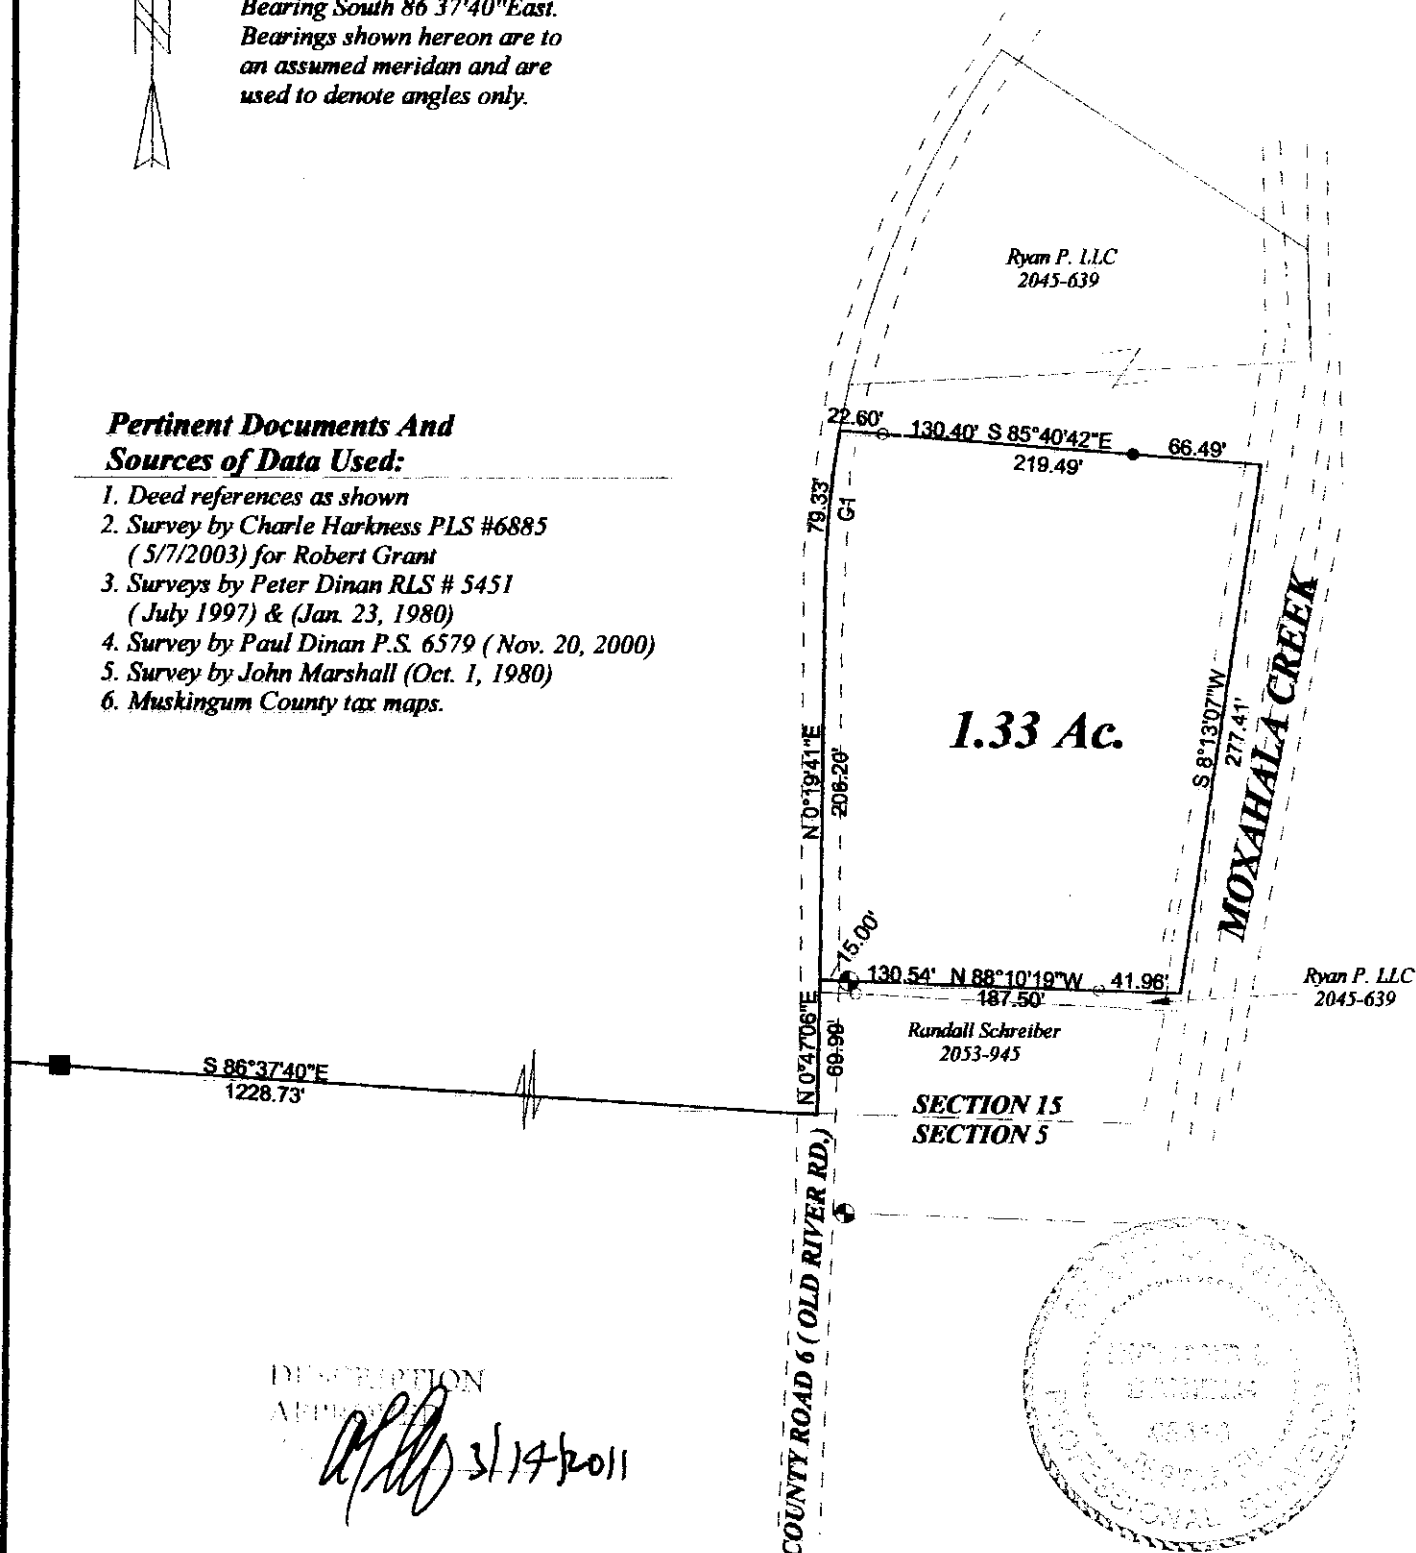 Bearing South 86 37'40"East.
Bearings shown hereon are to
an assumed meridan and are
used to denote angles only.
Ryan P. LLC
2045-639
Pertinent Documents And
Sources of Data Used:
1. Deed references as shown
2. Survey by Charle Harkness PLS #6885
( 5/7/2003) for Robert Grant
3. Surveys by Peter Dinan RLS # 5451
( July 1997) & (Jan. 23, 1980)
4. Survey by Paul Dinan P.S. 6579 ( Nov. 20, 2000)
5. Survey by John Marshall (Oct. 1, 1980)
6. Muskingum County tax maps.
22.60'
130.40' S 85°40'42"E
66.49'
219.49'
79.33'
G1
N 0°19'41"E
206.20'
1.33 Ac.
S 8°13'07"W
277.41'
MOXAHALA CREEK
15.00'
130.54' N 88°10'19"W 41.96'
187.50'
Ryan P. LLC
2045-639
N 0°47'06"E
69.99'
Randall Schreiber
2053-945
S 86°37'40"E
1228.73'
SECTION 15
SECTION 5
COUNTY ROAD 6 ( OLD RIVER RD.)
DESCRIPTION
APPROVED
3/14/2011
PROFESSIONAL SURVEYOR